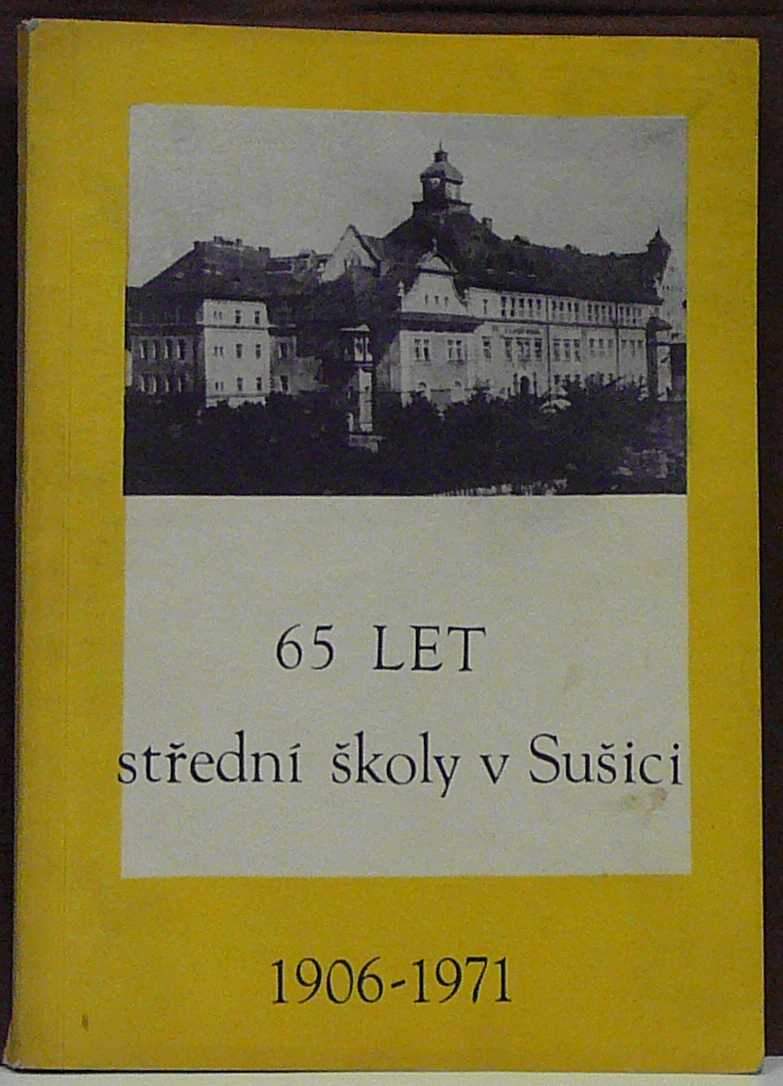 65 LET
střední školy v Sušici
1906-1971